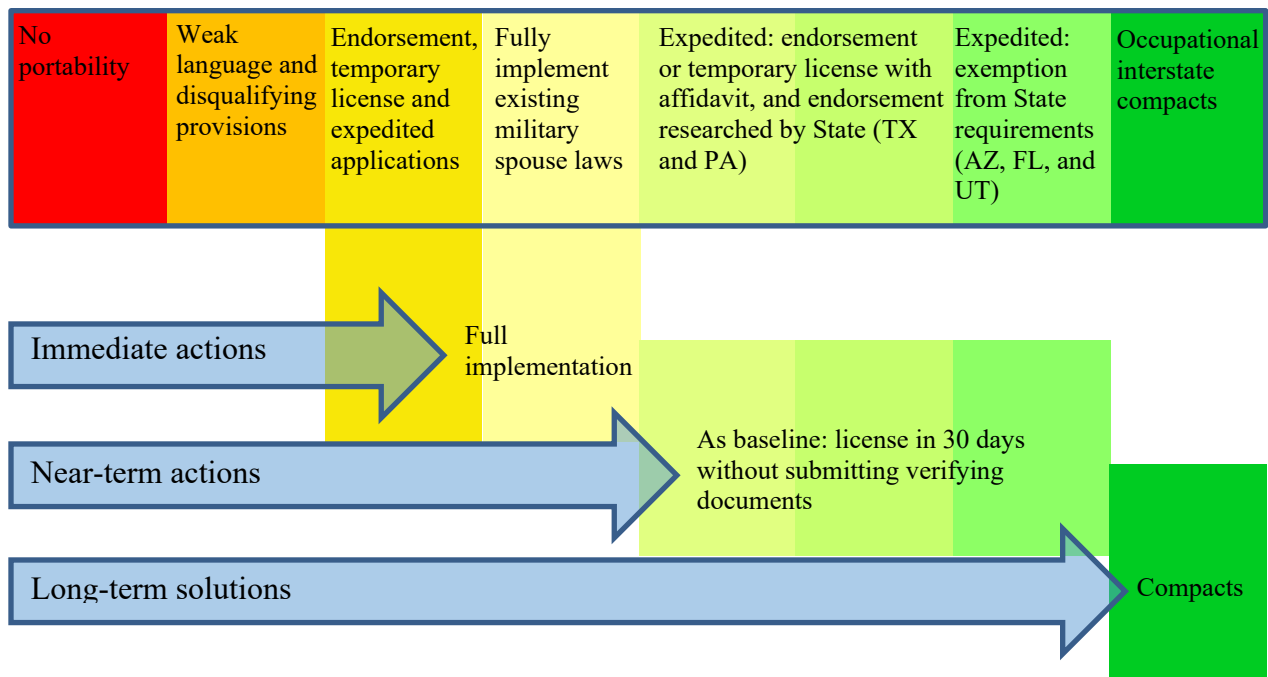 No
portability
Weak
language and
disqualifying
provisions
Endorsement,
temporary
license and
expedited
applications
Fully
implement
existing
military
spouse laws
Expedited: endorsement
or temporary license with
affidavit, and endorsement
researched by State (TX
and PA)
Expedited:
exemption
from State
requirements
(AZ, FL, and
UT)
Occupational
interstate
compacts
Immediate actions
Full
implementation
Near-term actions
As baseline: license in 30 days
without submitting verifying
documents
Long-term solutions
Compacts